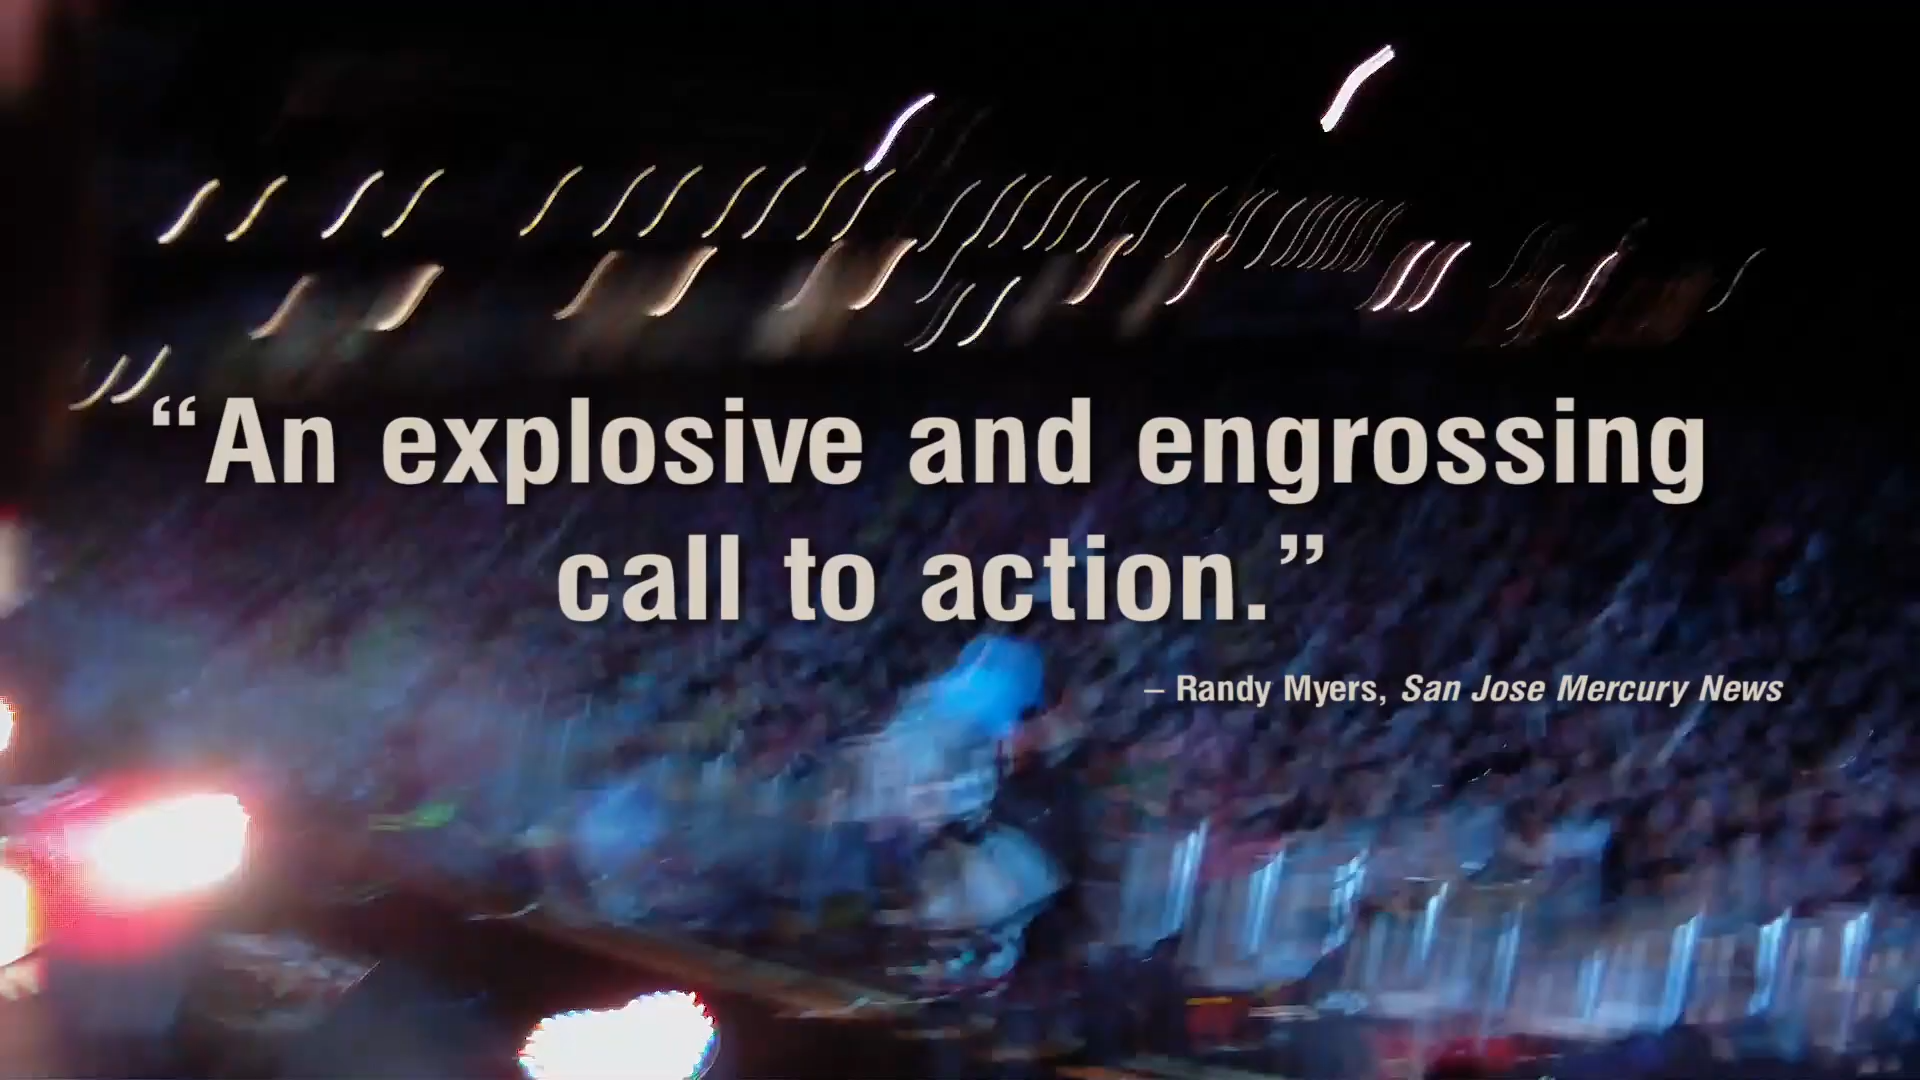 “An explosive and engrossing
call to action.”
– Randy Myers, San Jose Mercury News